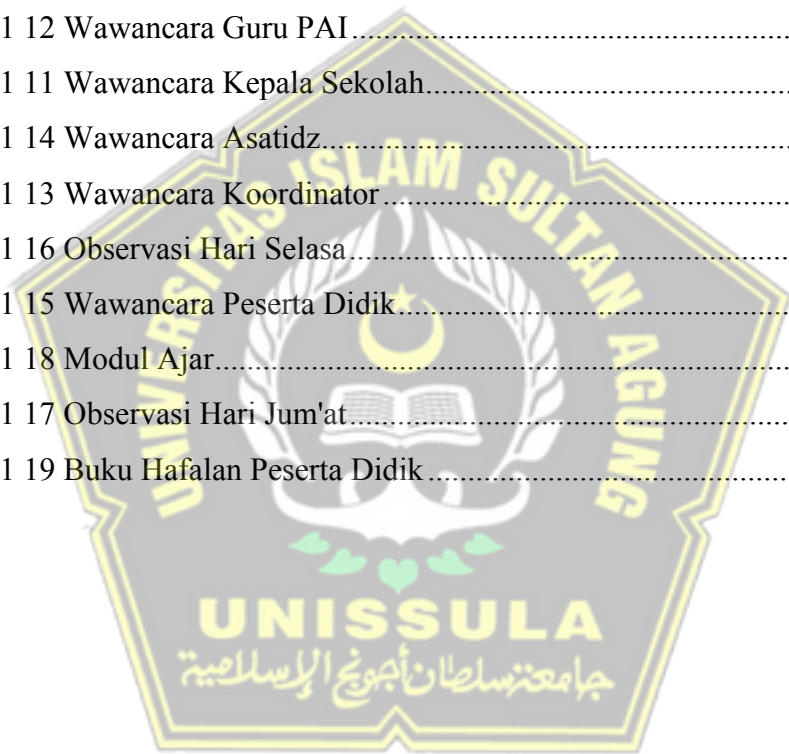 1 12 Wawancara Guru PAI
1 11 Wawancara Kepala Sekolah
1 14 Wawancara Asatidz
1 13 Wawancara Koordinator
1 16 Observasi Hari Selasa
1 15 Wawancara Peserta Didik
1 18 Modul Ajar
1 17 Observasi Hari Jum'at
1 19 Buku Hafalan Peserta Didik
UNIVERSITAS ISLAM SULTAN AGUNG
UNISSULA
جامعة سلطان أجونج الإسلامية